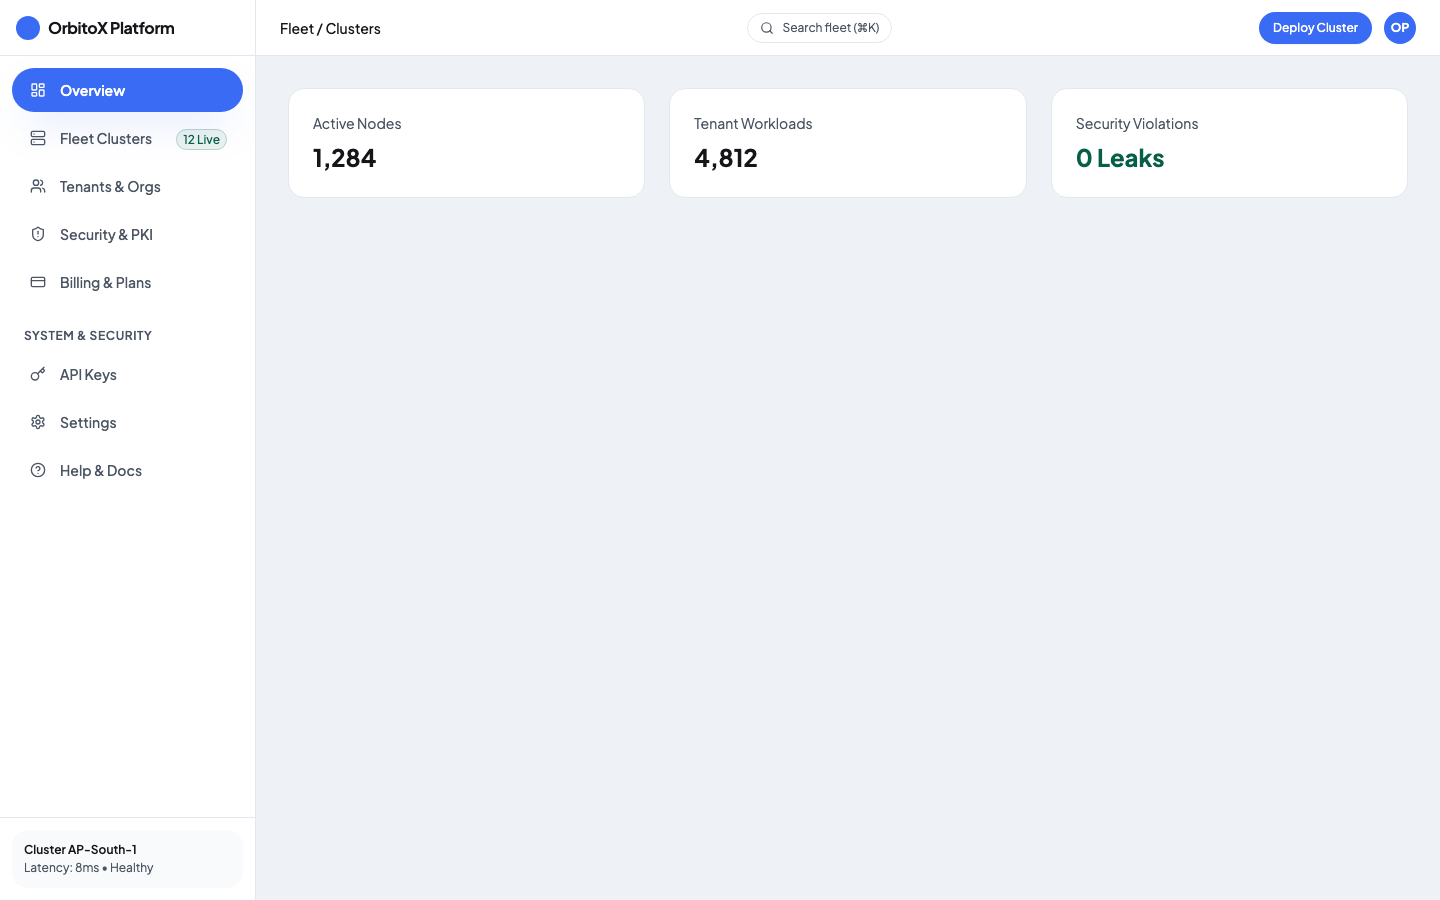 OrbitoX Platform
Fleet / Clusters
Search fleet (⌘K)
Deploy Cluster
OP
Overview
Fleet Clusters
12 Live
Tenants & Orgs
Security & PKI
Billing & Plans
SYSTEM & SECURITY
API Keys
Settings
Help & Docs
Cluster AP-South-1
Latency: 8ms • Healthy
Active Nodes
1,284
Tenant Workloads
4,812
Security Violations
0 Leaks